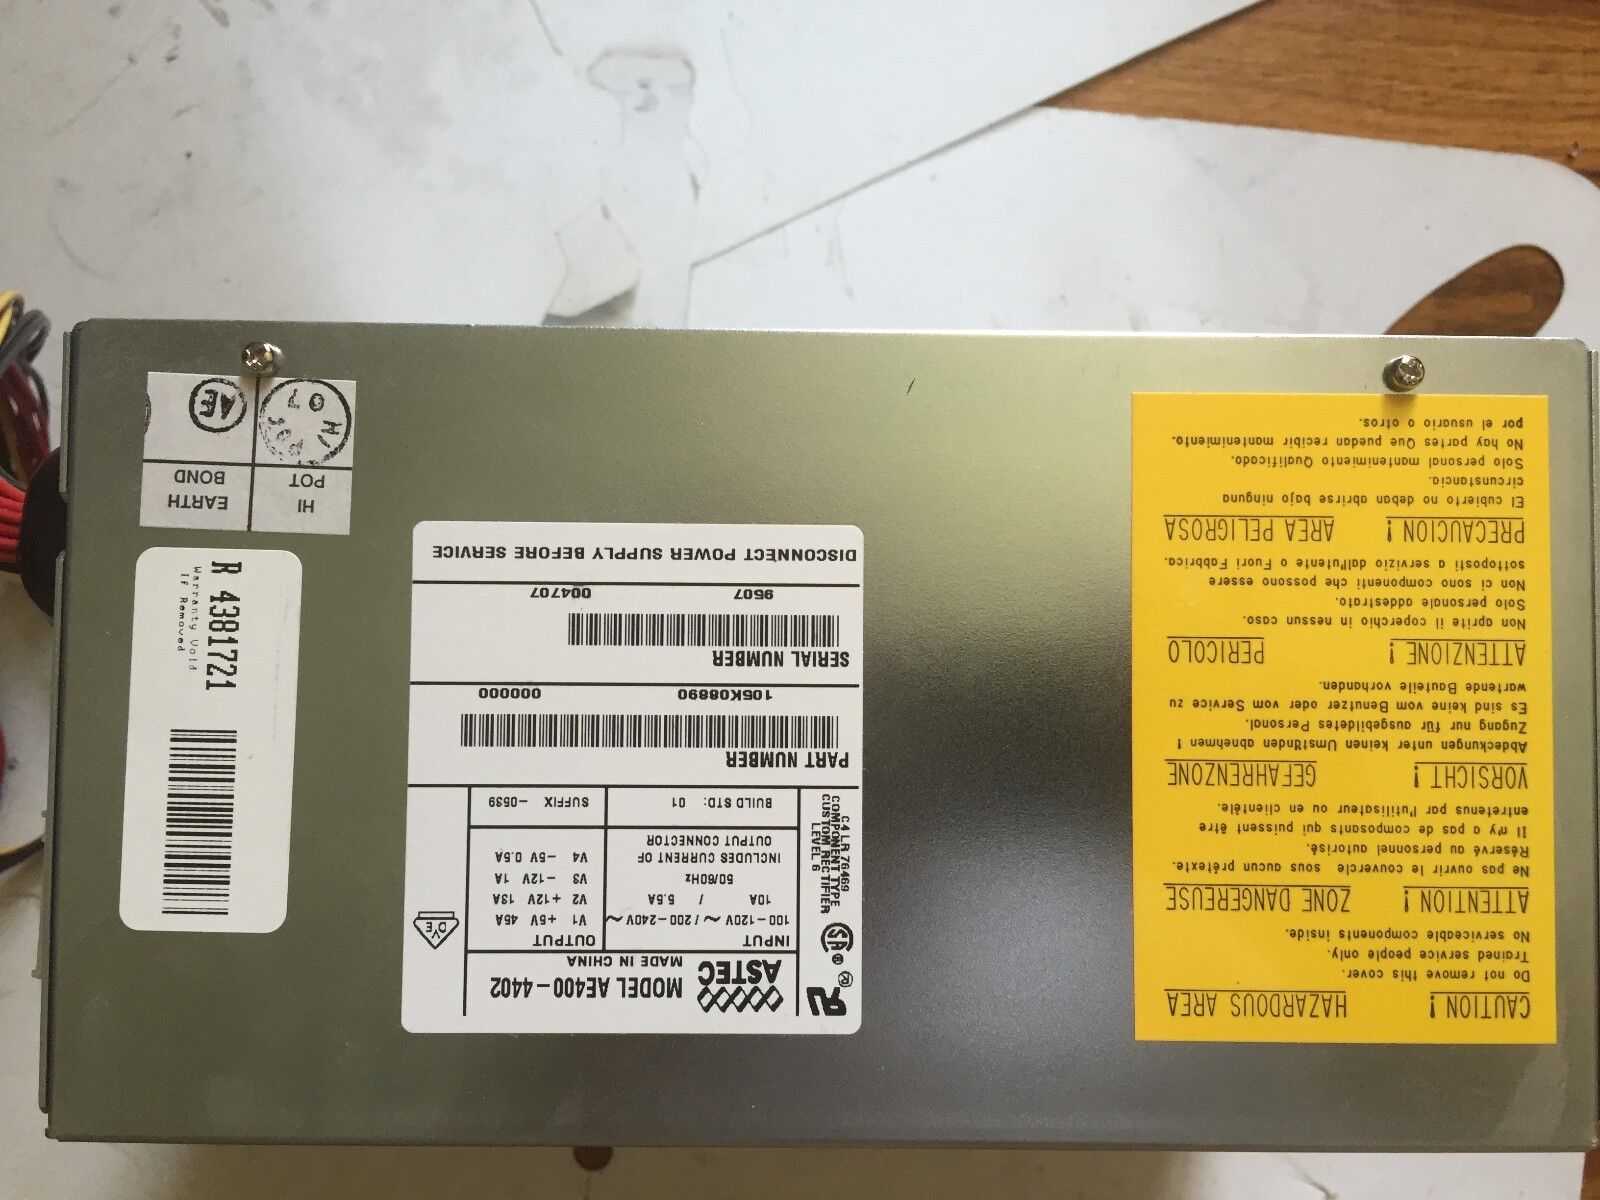 CAUTION ! HAZARDOUS AREA
Do not remove this cover.
Trained service people only.
No serviceable components inside.
ATTENTION ! ZONE DANGEREUSE
Ne pas ouvrir le couvercle sous aucun prétexte.
Réservé au personnel autorisé.
Il n'y a pas de composants qui puissent être
entretenus par l'utilisateur ou en clientèle.
VORSICHT ! GEFAHRENZONE
Abdeckungen unter keinen Umständen abnehmen !
Zugang nur für ausgebildetes Personal.
Es sind keine vom Benutzer oder vom Service zu
wartende Bauteile vorhanden.
ATTENZIONE ! PERICOLO
Non aprite il coperchio in nessun caso.
Solo personale addestrato.
Non ci sono componenti che possono essere
sottoposti a servizio dall'utente o Fuori Fabbrica.
PRECAUCION ! AREA PELIGROSA
El cubierto no deban abrirse bajo ninguna
circunstancia.
Solo personal mantenimiento Qualificado.
No hay partes Que puedan recibir mantenimiento.
por el usuario o otros.
C4 LR 76469
COMPONENT TYPE
CUSTOM RECTIFIER
LEVEL 6
ASTEC
MODEL AE400-4402
MADE IN CHINA
INPUT
100-120V ~ / 200-240V ~
10A / 5.5A
50/60Hz
INCLUDES CURRENT OF
OUTPUT CONNECTOR
OUTPUT
V1 +5V 45A
V2 +12V 13A
V3 -12V 1A
V4 -5V 0.5A
BUILD STD: 01
SUFFIX -0539
DVE
PART NUMBER
105K08890 000000
SERIAL NUMBER
9507 004707
DISCONNECT POWER SUPPLY BEFORE SERVICE
R 4381721
Warranty Void
If Removed
HI
POT
EARTH
BOND
AE
07